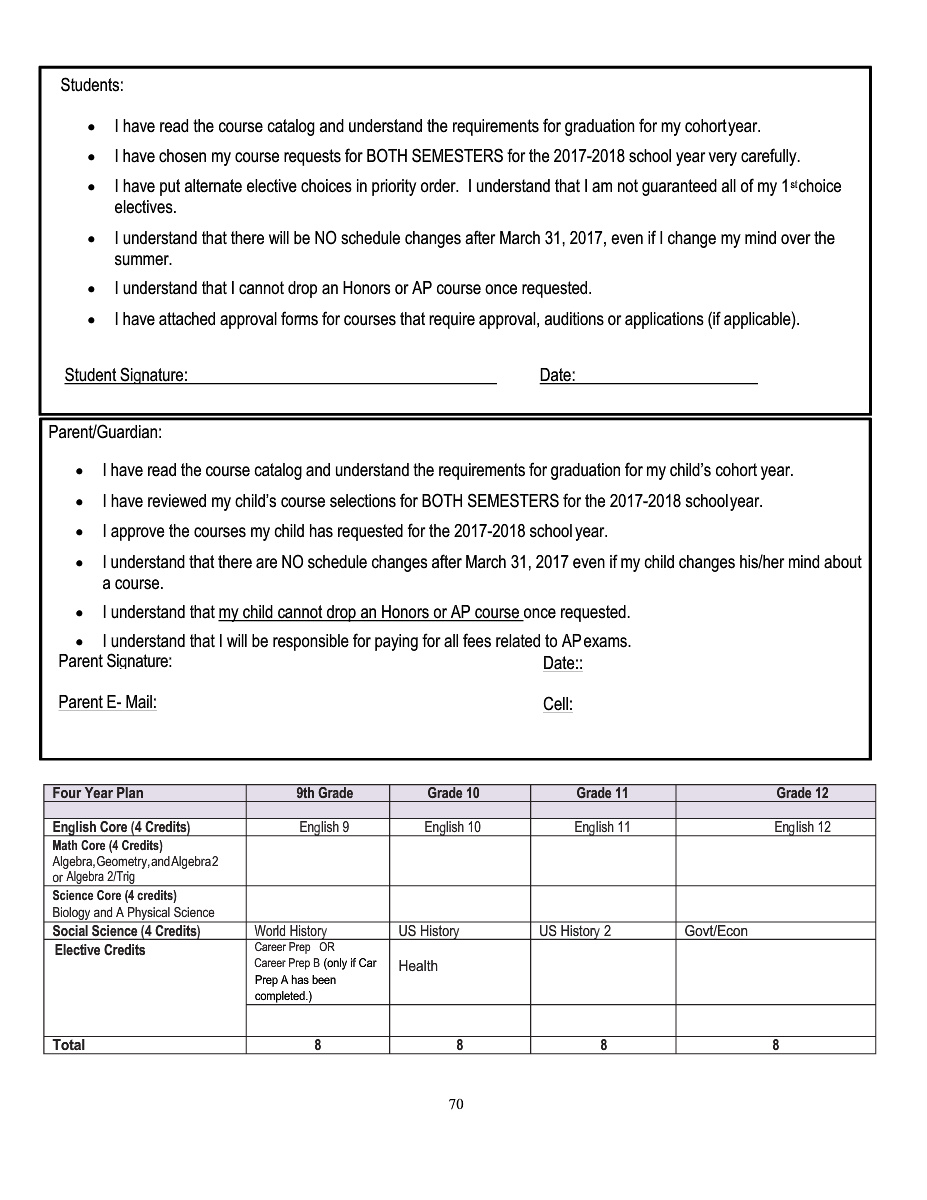 Students:
• I have read the course catalog and understand the requirements for graduation for my cohort year.
• I have chosen my course requests for BOTH SEMESTERS for the 2017-2018 school year very carefully.
• I have put alternate elective choices in priority order.  I understand that I am not guaranteed all of my 1st choice
electives.
• I understand that there will be NO schedule changes after March 31, 2017, even if I change my mind over the
summer.
• I understand that I cannot drop an Honors or AP course once requested.
• I have attached approval forms for courses that require approval, auditions or applications (if applicable).
Student Signature: Date:
Parent/Guardian:
• I have read the course catalog and understand the requirements for graduation for my child's cohort year.
• I have reviewed my child's course selections for BOTH SEMESTERS for the 2017-2018 school year.
• I approve the courses my child has requested for the 2017-2018 school year.
• I understand that there are NO schedule changes after March 31, 2017 even if my child changes his/her mind about
a course.
• I understand that my child cannot drop an Honors or AP course once requested.
• I understand that I will be responsible for paying for all fees related to AP exams.
Parent Signature: Date::
Parent E- Mail: Cell:
Four Year Plan 9th Grade Grade 10 Grade 11 Grade 12
English Core (4 Credits) English 9 English 10 English 11 English 12
Math Core (4 Credits)
Algebra, Geometry, and Algebra 2
or Algebra 2/Trig
Science Core (4 credits)
Biology and A Physical Science
Social Science (4 Credits) World History US History US History 2 Govt/Econ
Elective Credits Career Prep OR
Career Prep B (only if Car
Prep A has been
completed.)
Health
Total 8 8 8 8
70